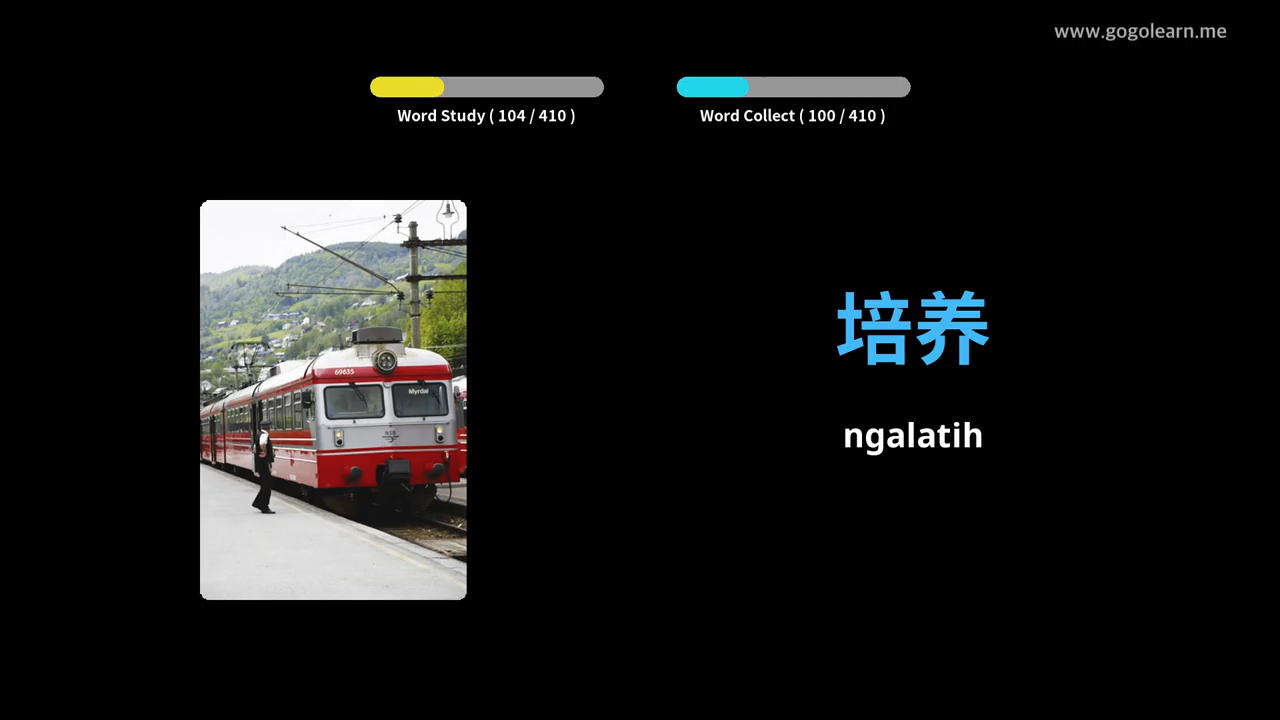 www.gogolearn.me
Word Study ( 104 / 410 )
Word Collect ( 100 / 410 )
69635
Myrdal
NSB
培养
ngalatih